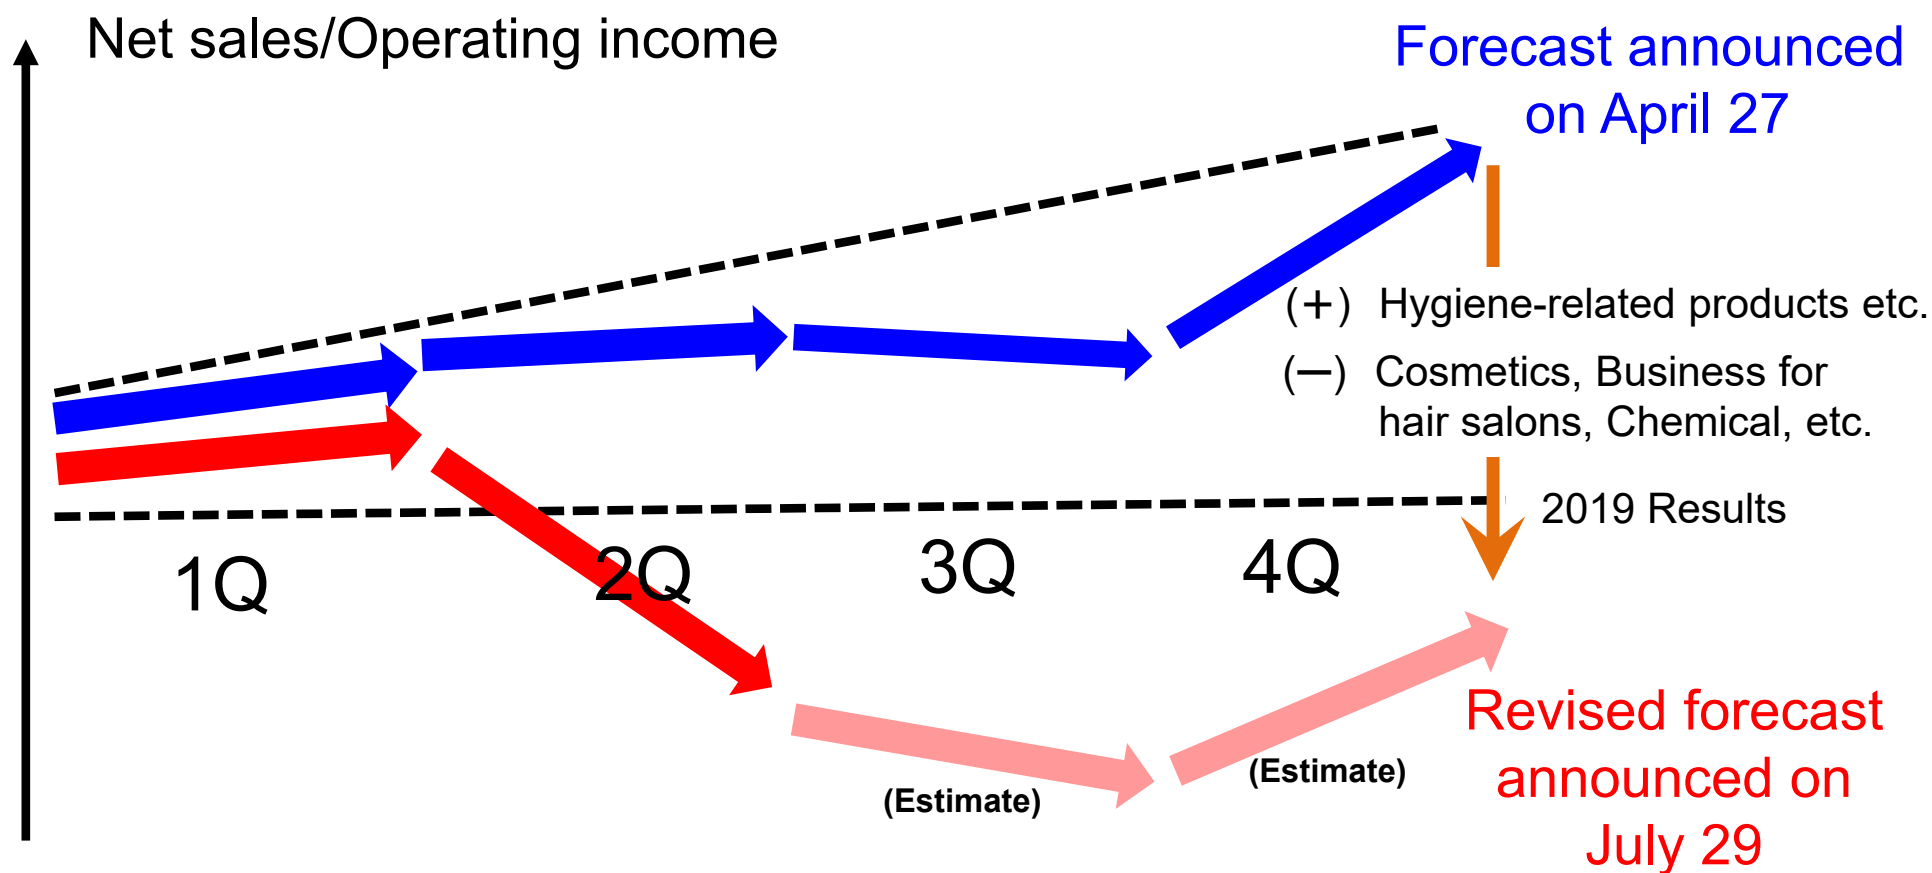 Net sales/Operating income
Forecast announced
on April 27
(+) Hygiene-related products etc.
(−) Cosmetics, Business for
hair salons, Chemical, etc.
2019 Results
1Q
2Q
3Q
4Q
(Estimate)
(Estimate)
Revised forecast
announced on
July 29